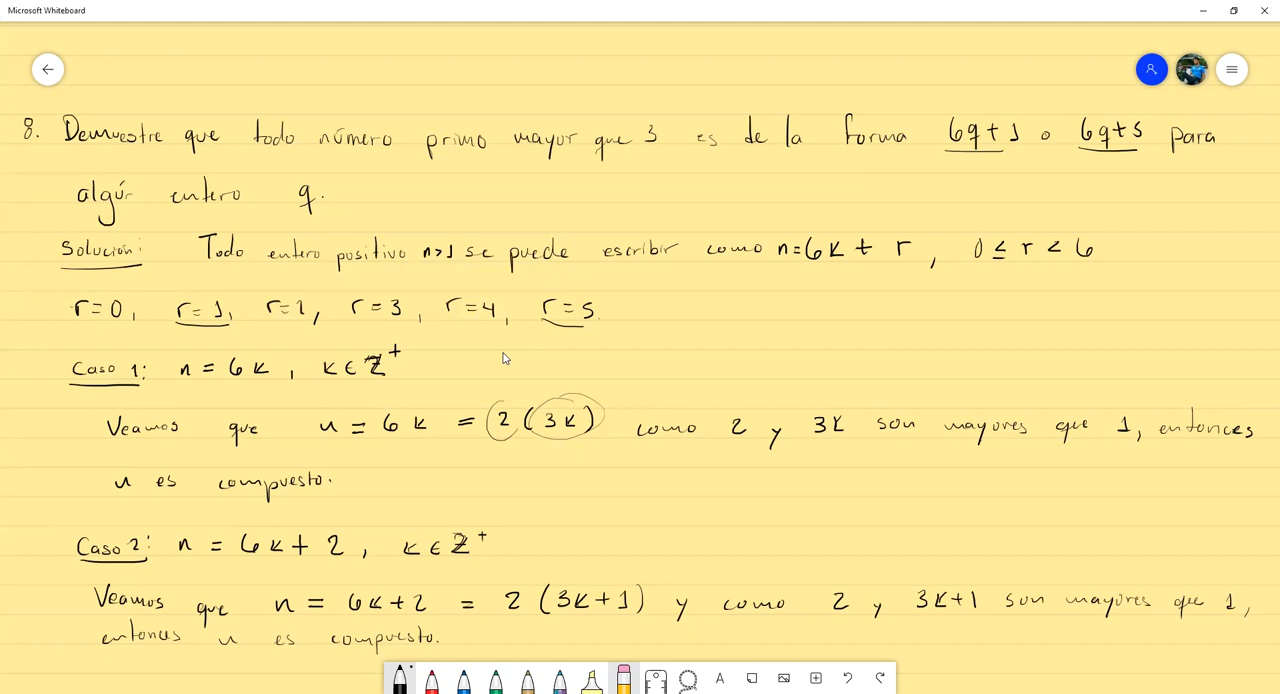 Microsoft Whiteboard
8. Demuestre que todo número primo mayor que 3 es de la forma 6q+1 o 6q+5 para
algún entero q.
Solución: Todo entero positivo n>1 se puede escribir como n=6k+r, 0≤r<6
r=0, r=1, r=2, r=3, r=4, r=5.
Caso 1: n=6k, k∈Z⁺
Veamos que n=6k=2(3k) como 2 y 3k son mayores que 1, entonces
n es compuesto.
Caso 2: n=6k+2, k∈Z⁺
Veamos que n=6k+2=2(3k+1) y como 2 y 3k+1 son mayores que 1,
entonces n es compuesto.
A